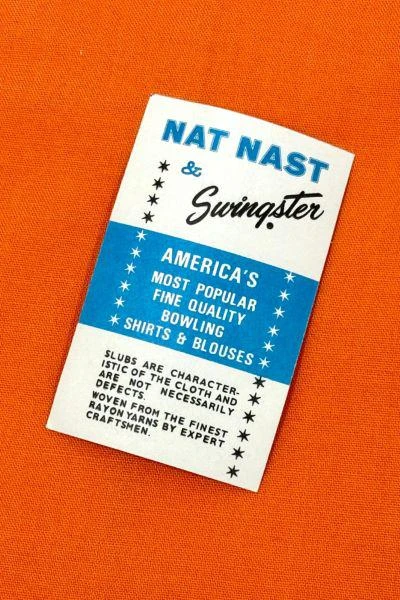 NAT NAST
&
Swingster
AMERICA'S
MOST POPULAR
FINE QUALITY
BOWLING
SHIRTS & BLOUSES
SLUBS ARE CHARACTER-
ISTIC OF THE CLOTH AND
ARE NOT NECESSARILY
DEFECTS.
WOVEN FROM THE FINEST
RAYON YARNS BY EXPERT
CRAFTSMEN.